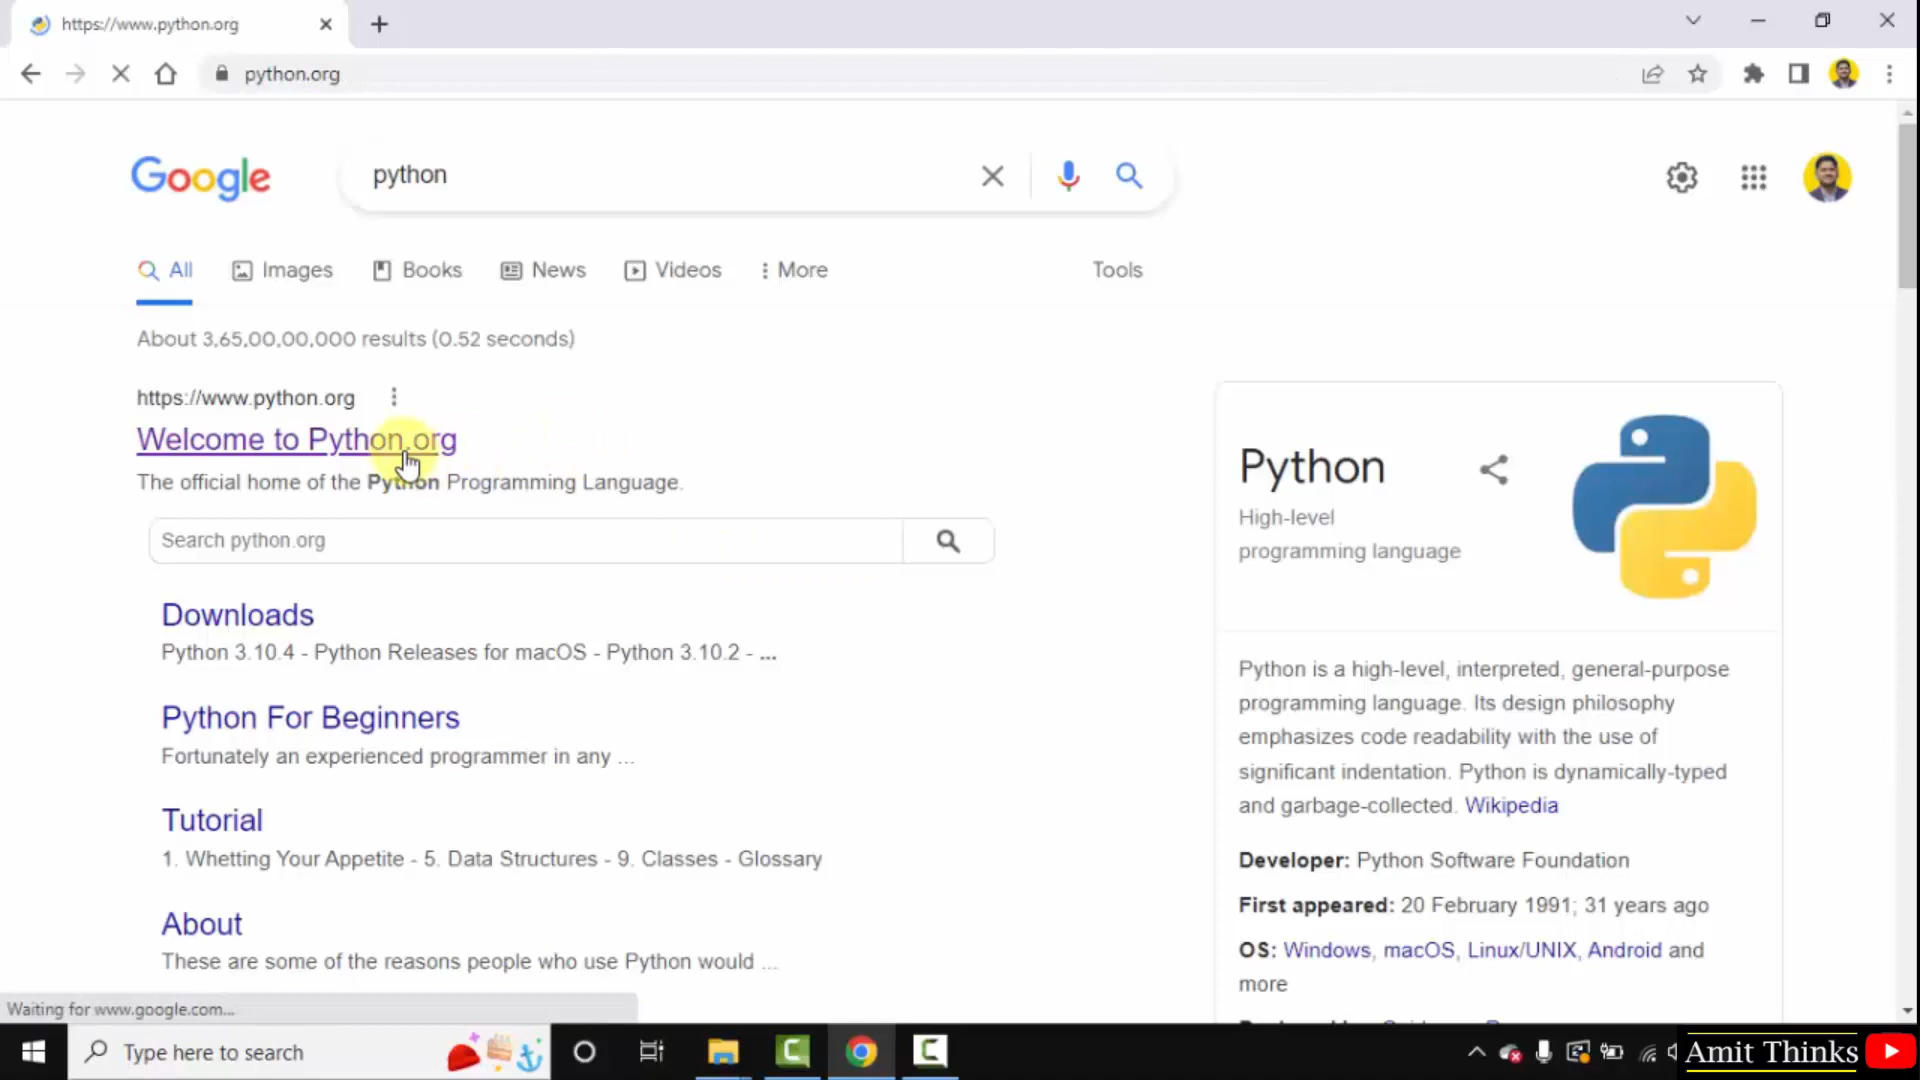 https://www.python.org
python.org
Google
python
All
Images
Books
News
Videos
More
Tools
About 3,65,00,00,000 results (0.52 seconds)
https://www.python.org
Welcome to Python.org
The official home of the Python Programming Language.
Search python.org
Downloads
Python 3.10.4 - Python Releases for macOS - Python 3.10.2 - ...
Python For Beginners
Fortunately an experienced programmer in any ...
Tutorial
1. Whetting Your Appetite - 5. Data Structures - 9. Classes - Glossary
About
These are some of the reasons people who use Python would ...
Python
High-level
programming language
Python is a high-level, interpreted, general-purpose
programming language. Its design philosophy
emphasizes code readability with the use of
significant indentation. Python is dynamically-typed
and garbage-collected. Wikipedia
Developer: Python Software Foundation
First appeared: 20 February 1991; 31 years ago
OS: Windows, macOS, Linux/UNIX, Android and
more
Waiting for www.google.com...
Type here to search
Amit Thinks